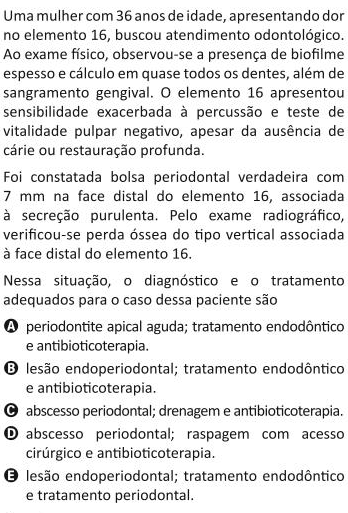 Uma mulher com 36 anos de idade, apresentando dor
no elemento 16, buscou atendimento odontológico.
Ao exame físico, observou-se a presença de biofilme
espesso e cálculo em quase todos os dentes, além de
sangramento gengival. O elemento 16 apresentou
sensibilidade exacerbada à percussão e teste de
vitalidade pulpar negativo, apesar da ausência de
cárie ou restauração profunda.
Foi constatada bolsa periodontal verdadeira com
7 mm na face distal do elemento 16, associada
à secreção purulenta. Pelo exame radiográfico,
verificou-se perda óssea do tipo vertical associada
à face distal do elemento 16.
Nessa situação, o diagnóstico e o tratamento
adequados para o caso dessa paciente são
A periodontite apical aguda; tratamento endodôntico
e antibioticoterapia.
B lesão endoperiodontal; tratamento endodôntico
e antibioticoterapia.
C abscesso periodontal; drenagem e antibioticoterapia.
D abscesso periodontal; raspagem com acesso
cirúrgico e antibioticoterapia.
E lesão endoperiodontal; tratamento endodôntico
e tratamento periodontal.